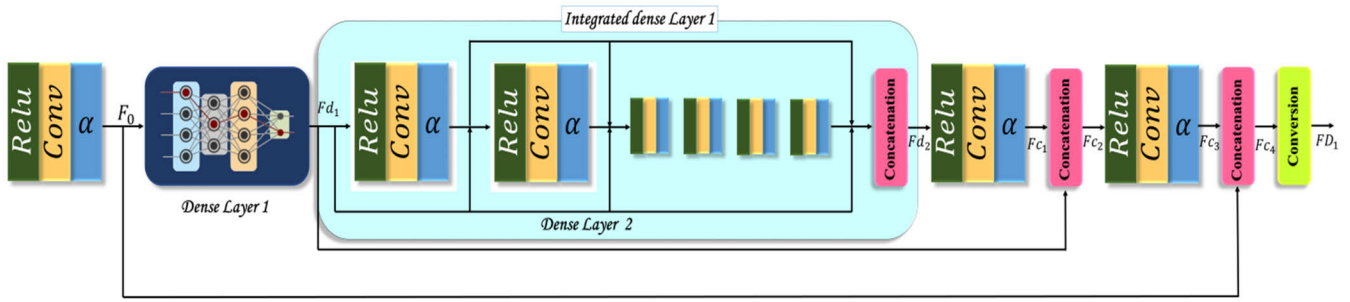 Integrated dense Layer 1
Relu
Conv
α
F₀
Dense Layer 1
Fd₁
Relu
Conv
α
Relu
Conv
α
Dense Layer 2
Concatenation
Fd₂
Relu
Conv
α
Fc₁
Concatenation
Fc₂
Relu
Conv
α
Fc₃
Concatenation
Fc₄
Conversion
FD₁